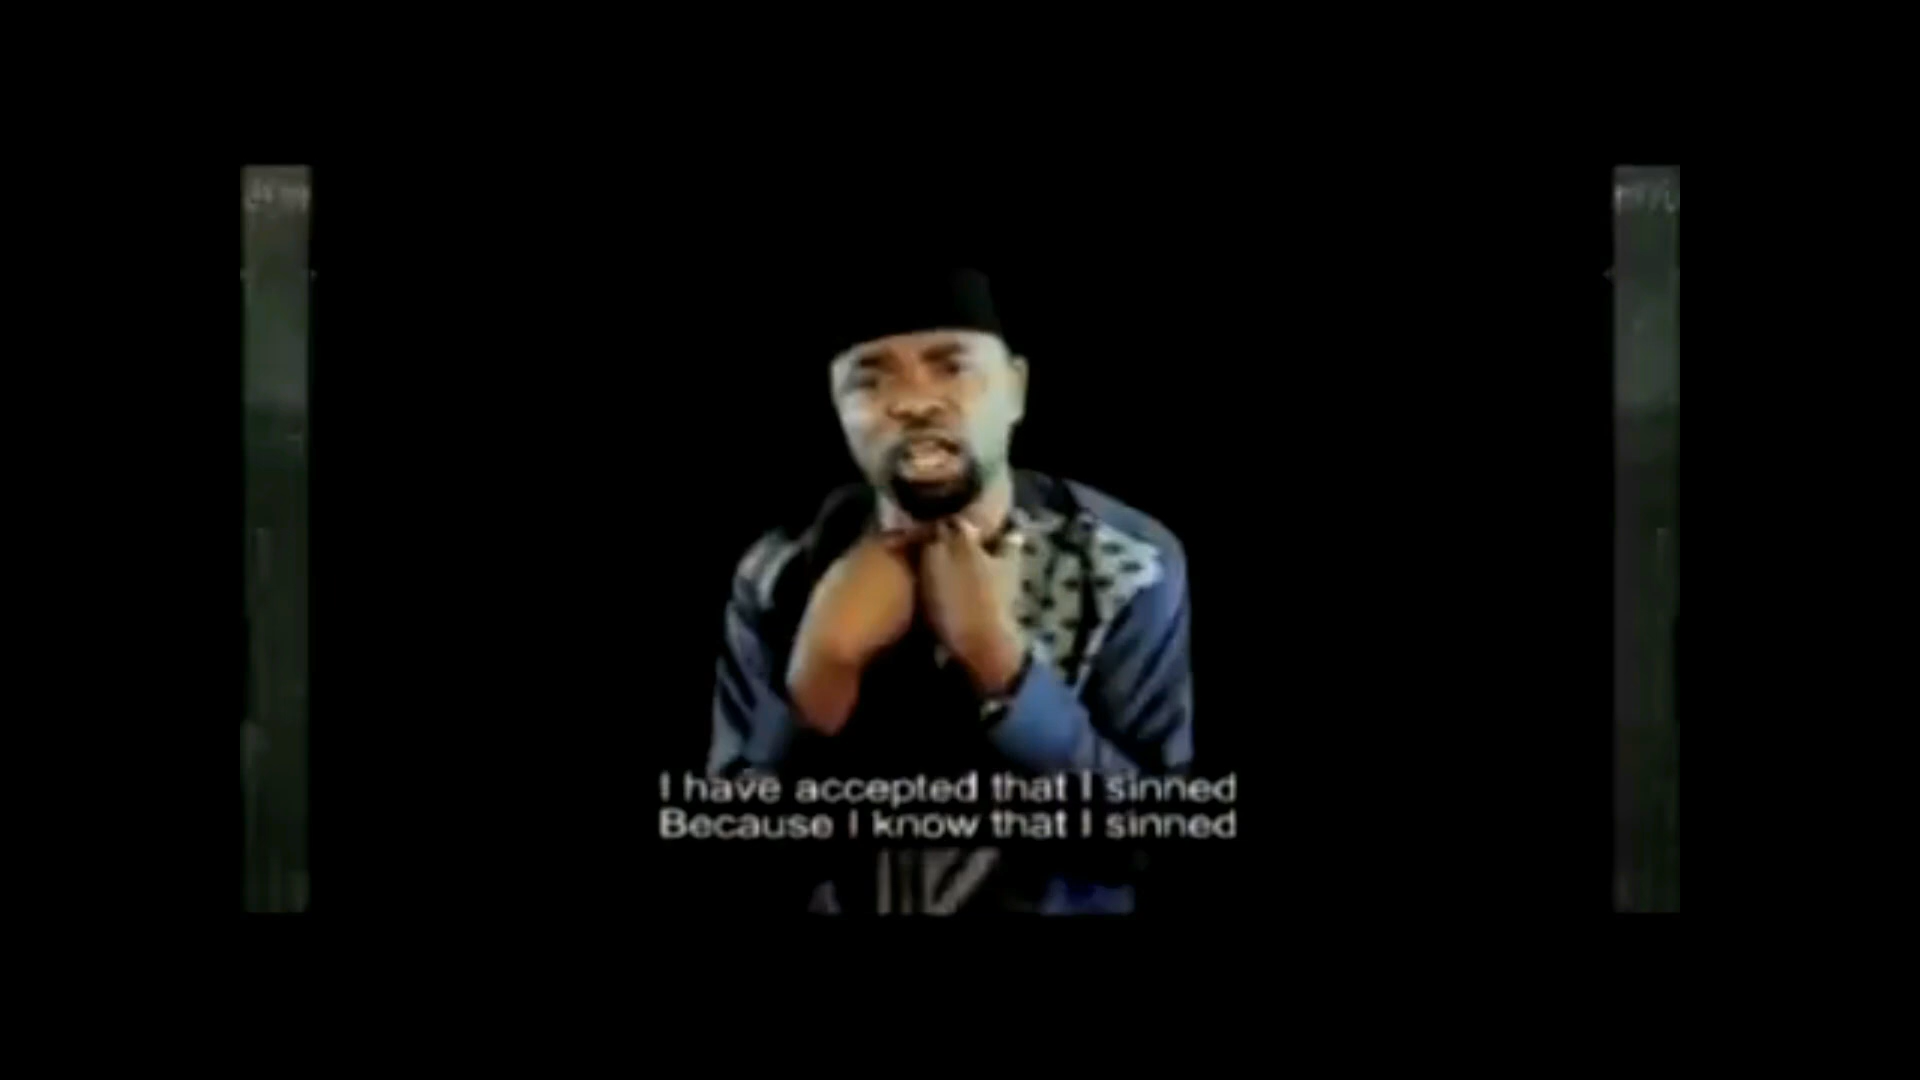 I have accepted that I sinned
Because I know that I sinned